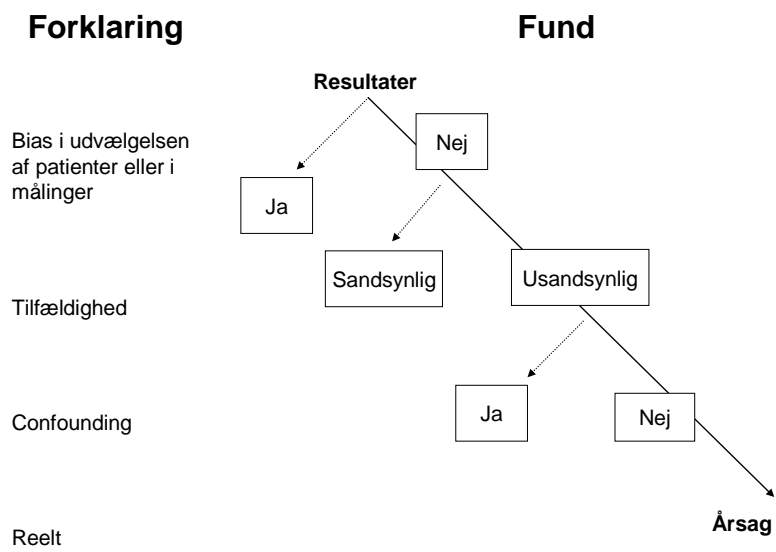 Forklaring
Fund
Resultater
Bias i udvælgelsen
af patienter eller i
målinger
Nej
Ja
Sandsynlig
Usandsynlig
Tilfældighed
Ja
Nej
Confounding
Årsag
Reelt